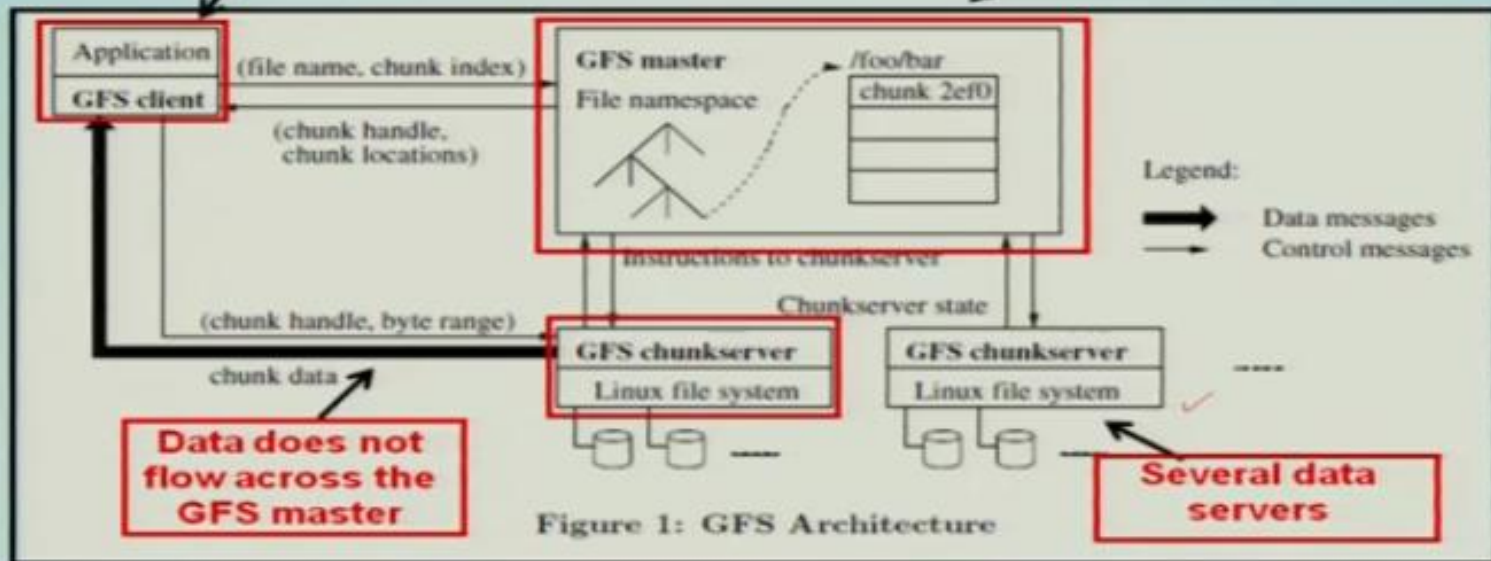 Application
GFS client
(file name, chunk index)
(chunk handle,
chunk locations)
GFS master
File namespace
/foo/bar
chunk 2ef0
Legend:
Data messages
Control messages
Instructions to chunkserver
Chunkserver state
(chunk handle, byte range)
chunk data
GFS chunkserver
Linux file system
GFS chunkserver
Linux file system
Data does not
flow across the
GFS master
Several data
servers
Figure 1: GFS Architecture